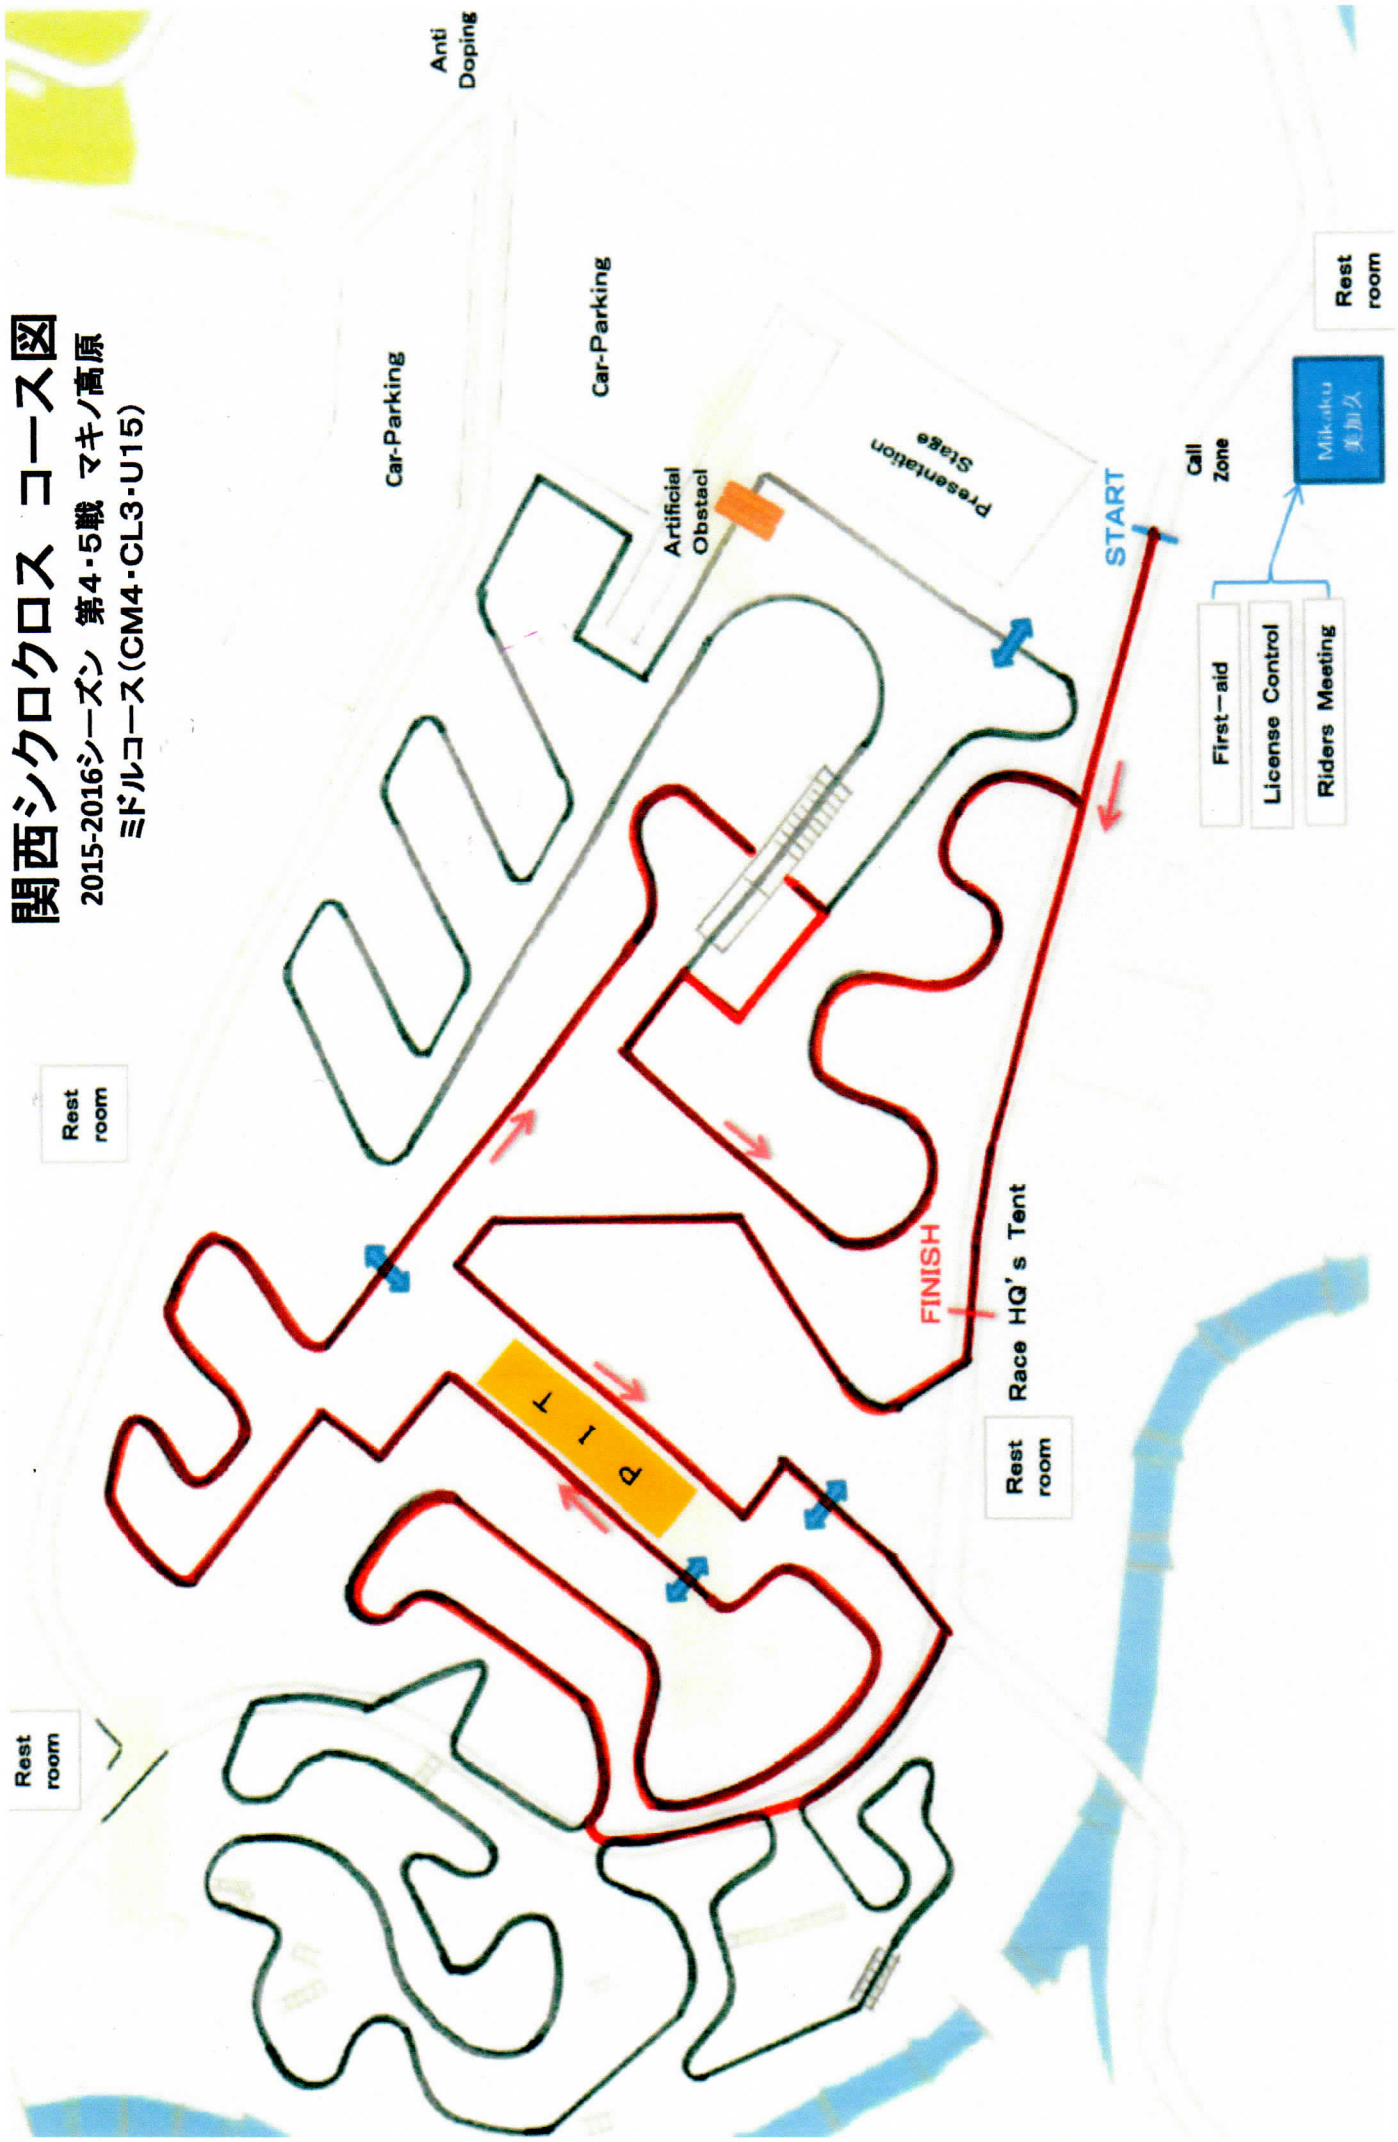 関西シクロクロス コース図
2015-2016シーズン 第4・5戦 マキノ高原
ミドルコース(CM4・CL3・U15)
Anti
Doping
Car-Parking
Car-Parking
Rest
room
Rest
room
Artificial
Obstacl
Presentation
Stage
START
Call
Zone
Rest
room
Mikaku
美加久
First-aid
License Control
Riders Meeting
PIT
FINISH
Race HQ's Tent
Rest
room